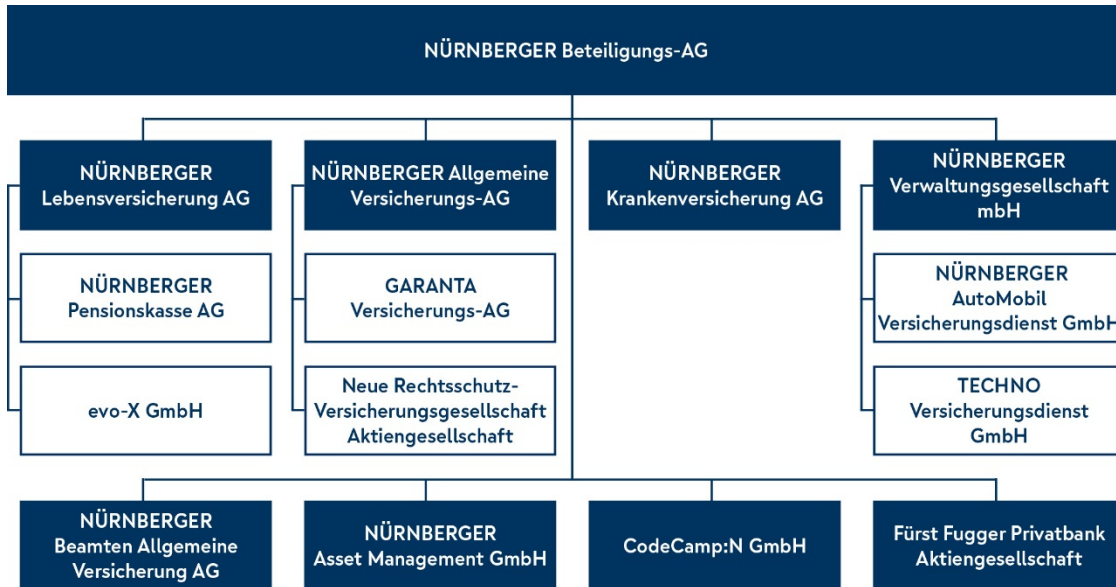 NÜRNBERGER Beteiligungs-AG
NÜRNBERGER
Lebensversicherung AG
NÜRNBERGER Allgemeine
Versicherungs-AG
NÜRNBERGER
Krankenversicherung AG
NÜRNBERGER
Verwaltungsgesellschaft
mbH
NÜRNBERGER
Pensionskasse AG
GARANTA
Versicherungs-AG
NÜRNBERGER
AutoMobil
Versicherungsdienst GmbH
evo-X GmbH
Neue Rechtsschutz-
Versicherungsgesellschaft
Aktiengesellschaft
TECHNO
Versicherungsdienst
GmbH
NÜRNBERGER
Beamten Allgemeine
Versicherung AG
NÜRNBERGER
Asset Management GmbH
CodeCamp:N GmbH
Fürst Fugger Privatbank
Aktiengesellschaft